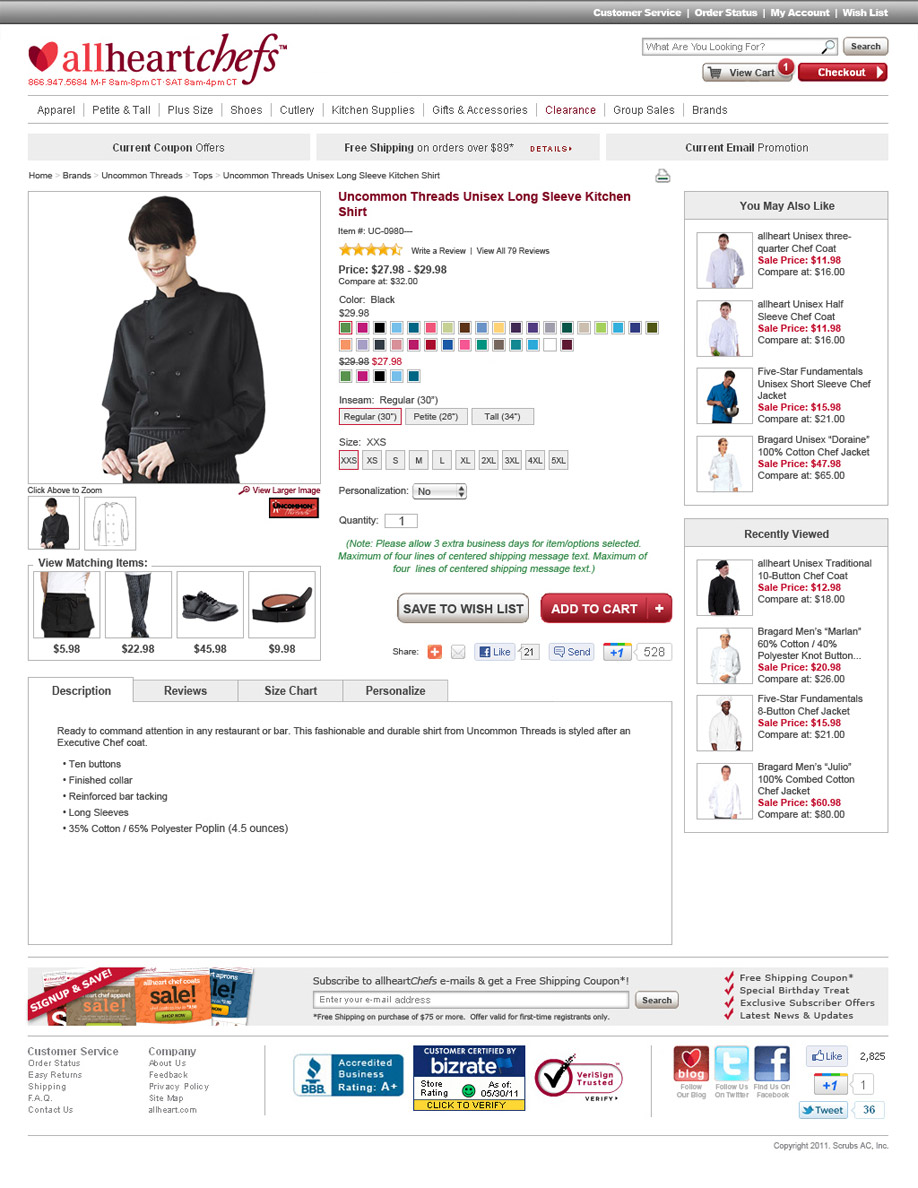 Customer Service | Order Status | My Account | Wish List
allheartchefs™
866.947.5684 M-F 8am-8pm CT·SAT 8am-4pm CT
What Are You Looking For?
Search
View Cart
1
Checkout
Apparel | Petite & Tall | Plus Size | Shoes | Cutlery | Kitchen Supplies | Gifts & Accessories | Clearance | Group Sales | Brands
Current Coupon Offers
Free Shipping on orders over $89* DETAILS
Current Email Promotion
Home > Brands > Uncommon Threads > Tops > Uncommon Threads Unisex Long Sleeve Kitchen Shirt
Click Above to Zoom
View Larger Image
UNCOMMON
Threads
View Matching Items:
$5.98
$22.98
$45.98
$9.98
Uncommon Threads Unisex Long Sleeve Kitchen
Shirt
Item #: UC-0980—
Write a Review | View All 79 Reviews
Price: $27.98 - $29.98
Compare at: $32.00
Color: Black
$29.98
$29.98 $27.98
Inseam: Regular (30")
Regular (30")
Petite (26")
Tall (34")
Size: XXS
XXS XS S M L XL 2XL 3XL 4XL 5XL
Personalization: No
Quantity: 1
(Note: Please allow 3 extra business days for item/options selected.
Maximum of four lines of centered shipping message text. Maximum of
four lines of centered shipping message text.)
SAVE TO WISH LIST
ADD TO CART +
Share:
Like
21
Send
+1
528
You May Also Like
allheart Unisex three-
quarter Chef Coat
Sale Price: $11.98
Compare at: $16.00
allheart Unisex Half
Sleeve Chef Coat
Sale Price: $11.98
Compare at: $16.00
Five-Star Fundamentals
Unisex Short Sleeve Chef
Jacket
Sale Price: $15.98
Compare at: $21.00
Bragard Unisex “Doraine”
100% Cotton Chef Jacket
Sale Price: $47.98
Compare at: $65.00
Recently Viewed
allheart Unisex Traditional
10-Button Chef Coat
Sale Price: $12.98
Compare at: $18.00
Bragard Men’s “Marlan”
60% Cotton / 40%
Polyester Knot Button...
Sale Price: $20.98
Compare at: $26.00
Five-Star Fundamentals
8-Button Chef Jacket
Sale Price: $15.98
Compare at: $21.00
Bragard Men’s “Julio”
100% Combed Cotton
Chef Jacket
Sale Price: $60.98
Compare at: $80.00
Description
Reviews
Size Chart
Personalize
Ready to command attention in any restaurant or bar. This fashionable and durable shirt from Uncommon Threads is styled after an
Executive Chef coat.
• Ten buttons
• Finished collar
• Reinforced bar tacking
• Long Sleeves
• 35% Cotton / 65% Polyester Poplin (4.5 ounces)
SIGNUP & SAVE!
chef apparel
sale!
allheart chef coats
sale!
SHOP NOW
aprons
Subscribe to allheartChefs e-mails & get a Free Shipping Coupon*!
Enter your e-mail address
Search
*Free Shipping on purchase of $75 or more. Offer valid for first-time registrants only.
Free Shipping Coupon*
Special Birthday Treat
Exclusive Subscriber Offers
Latest News & Updates
Customer Service
Order Status
Easy Returns
Shipping
F.A.Q.
Contact Us
Company
About Us
Feedback
Privacy Policy
Site Map
allheart.com
BBB.
Accredited
Business
Rating: A+
CUSTOMER CERTIFIED BY
bizrate
Store
Rating
As of:
05/30/11
CLICK TO VERIFY
VeriSign
Trusted
VERIFY
blog
Follow
Our Blog
Follow Us
On Twitter
Find Us On
Facebook
Like
2,825
+1
1
Tweet
36
Copyright 2011. Scrubs AC, Inc.